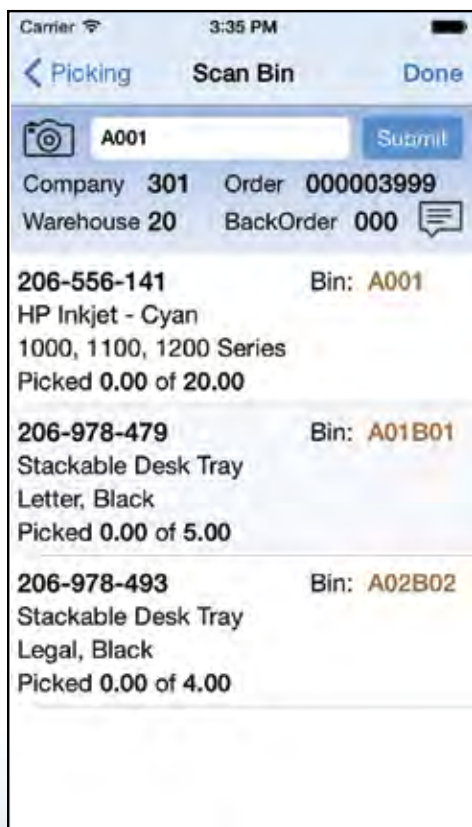 Carrier 3:35 PM
Picking Scan Bin Done
A001 Submit
Company 301 Order 000003999
Warehouse 20 BackOrder 000
206-556-141 Bin: A001
HP Inkjet - Cyan
1000, 1100, 1200 Series
Picked 0.00 of 20.00
206-978-479 Bin: A01B01
Stackable Desk Tray
Letter, Black
Picked 0.00 of 5.00
206-978-493 Bin: A02B02
Stackable Desk Tray
Legal, Black
Picked 0.00 of 4.00